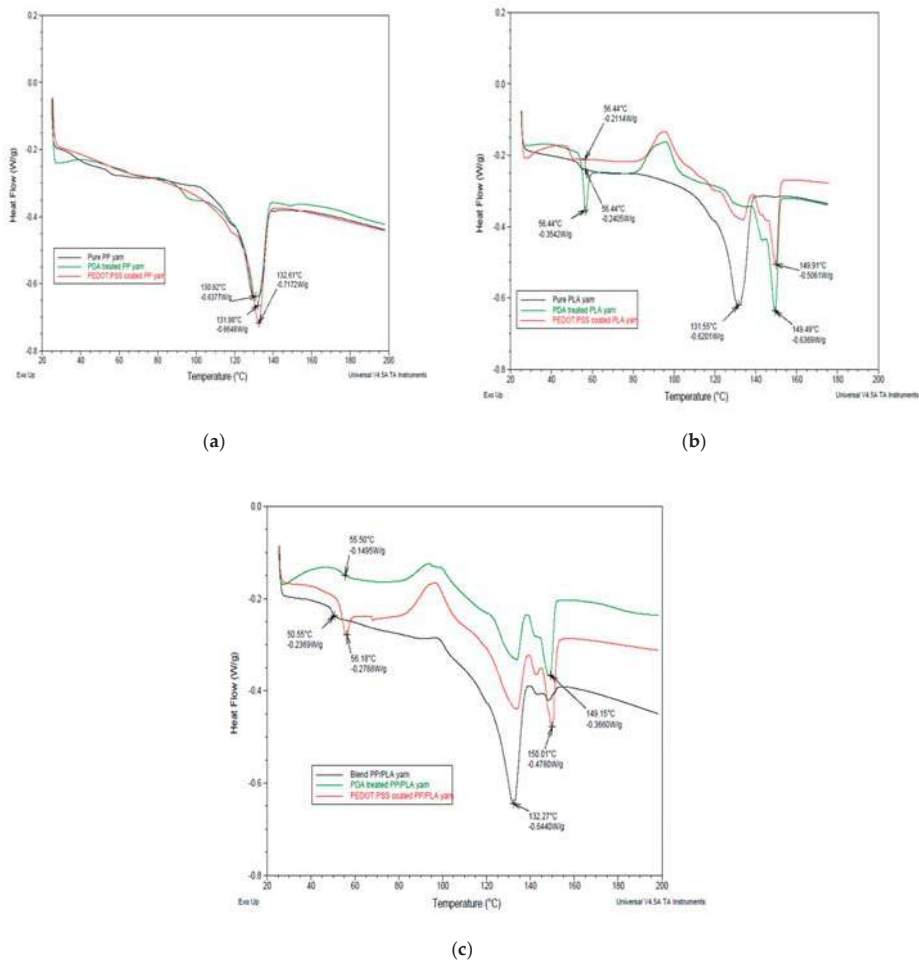 0.2
0.0
-0.2
-0.4
-0.6
-0.8
Heat Flow (W/g)
Pure PP yarn
PDA treated PP yarn
PEDOT:PSS coated PP yarn
130.92°C
-0.6377W/g
131.98°C
-0.6648W/g
132.61°C
-0.7172W/g
20 40 60 80 100 120 140 160 180 200
Exo Up
Temperature (°C)
Universal V4.5A TA Instruments
(a)
0.2
0.0
-0.2
-0.4
-0.6
-0.8
Heat Flow (W/g)
56.44°C
-0.2114W/g
56.44°C
-0.2405W/g
56.44°C
-0.3542W/g
Pure PLA yarn
PDA treated PLA yarn
PEDOT:PSS coated PLA yarn
131.55°C
-0.6201W/g
149.91°C
-0.5061W/g
149.49°C
-0.6369W/g
20 40 60 80 100 120 140 160 180 200
Exo Up
Temperature (°C)
Universal V4.5A TA Instruments
(b)
0.0
-0.2
-0.4
-0.6
-0.8
Heat Flow (W/g)
55.50°C
-0.1495W/g
50.55°C
-0.2369W/g
56.18°C
-0.2788W/g
149.15°C
-0.3660W/g
150.01°C
-0.4780W/g
132.27°C
-0.6440W/g
Blend PP/PLA yarn
PDA treated PP/PLA yarn
PEDOT:PSS coated PP/PLA yarn
20 40 60 80 100 120 140 160 180 200
Exo Up
Temperature (°C)
Universal V4.5A TA Instruments
(c)